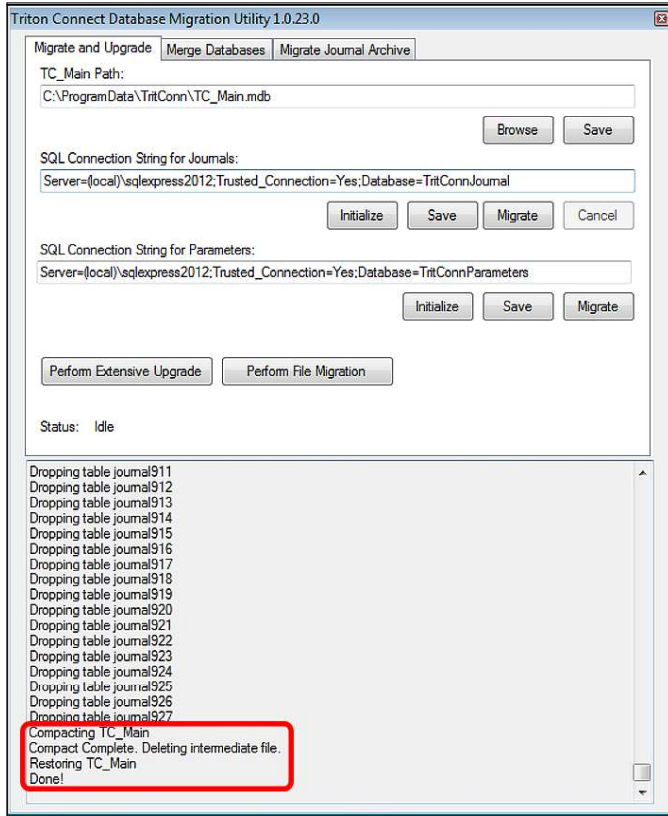 Triton Connect Database Migration Utility 1.0.23.0
Migrate and Upgrade Merge Databases Migrate Journal Archive
TC_Main Path:
C:\ProgramData\TritConn\TC_Main.mdb
Browse Save
SQL Connection String for Journals:
Server=(local)\sqlexpress2012;Trusted_Connection=Yes;Database=TritConnJournal
Initialize Save Migrate Cancel
SQL Connection String for Parameters:
Server=(local)\sqlexpress2012;Trusted_Connection=Yes;Database=TritConnParameters
Initialize Save Migrate
Perform Extensive Upgrade Perform File Migration
Status: Idle
Dropping table journal911
Dropping table journal912
Dropping table journal913
Dropping table journal914
Dropping table journal915
Dropping table journal916
Dropping table journal917
Dropping table journal918
Dropping table journal919
Dropping table journal920
Dropping table journal921
Dropping table journal922
Dropping table journal923
Dropping table journal924
Dropping table journal925
Dropping table journal926
Dropping table journal927
Compacting TC_Main
Compact Complete. Deleting intermediate file.
Restoring TC_Main
Done!